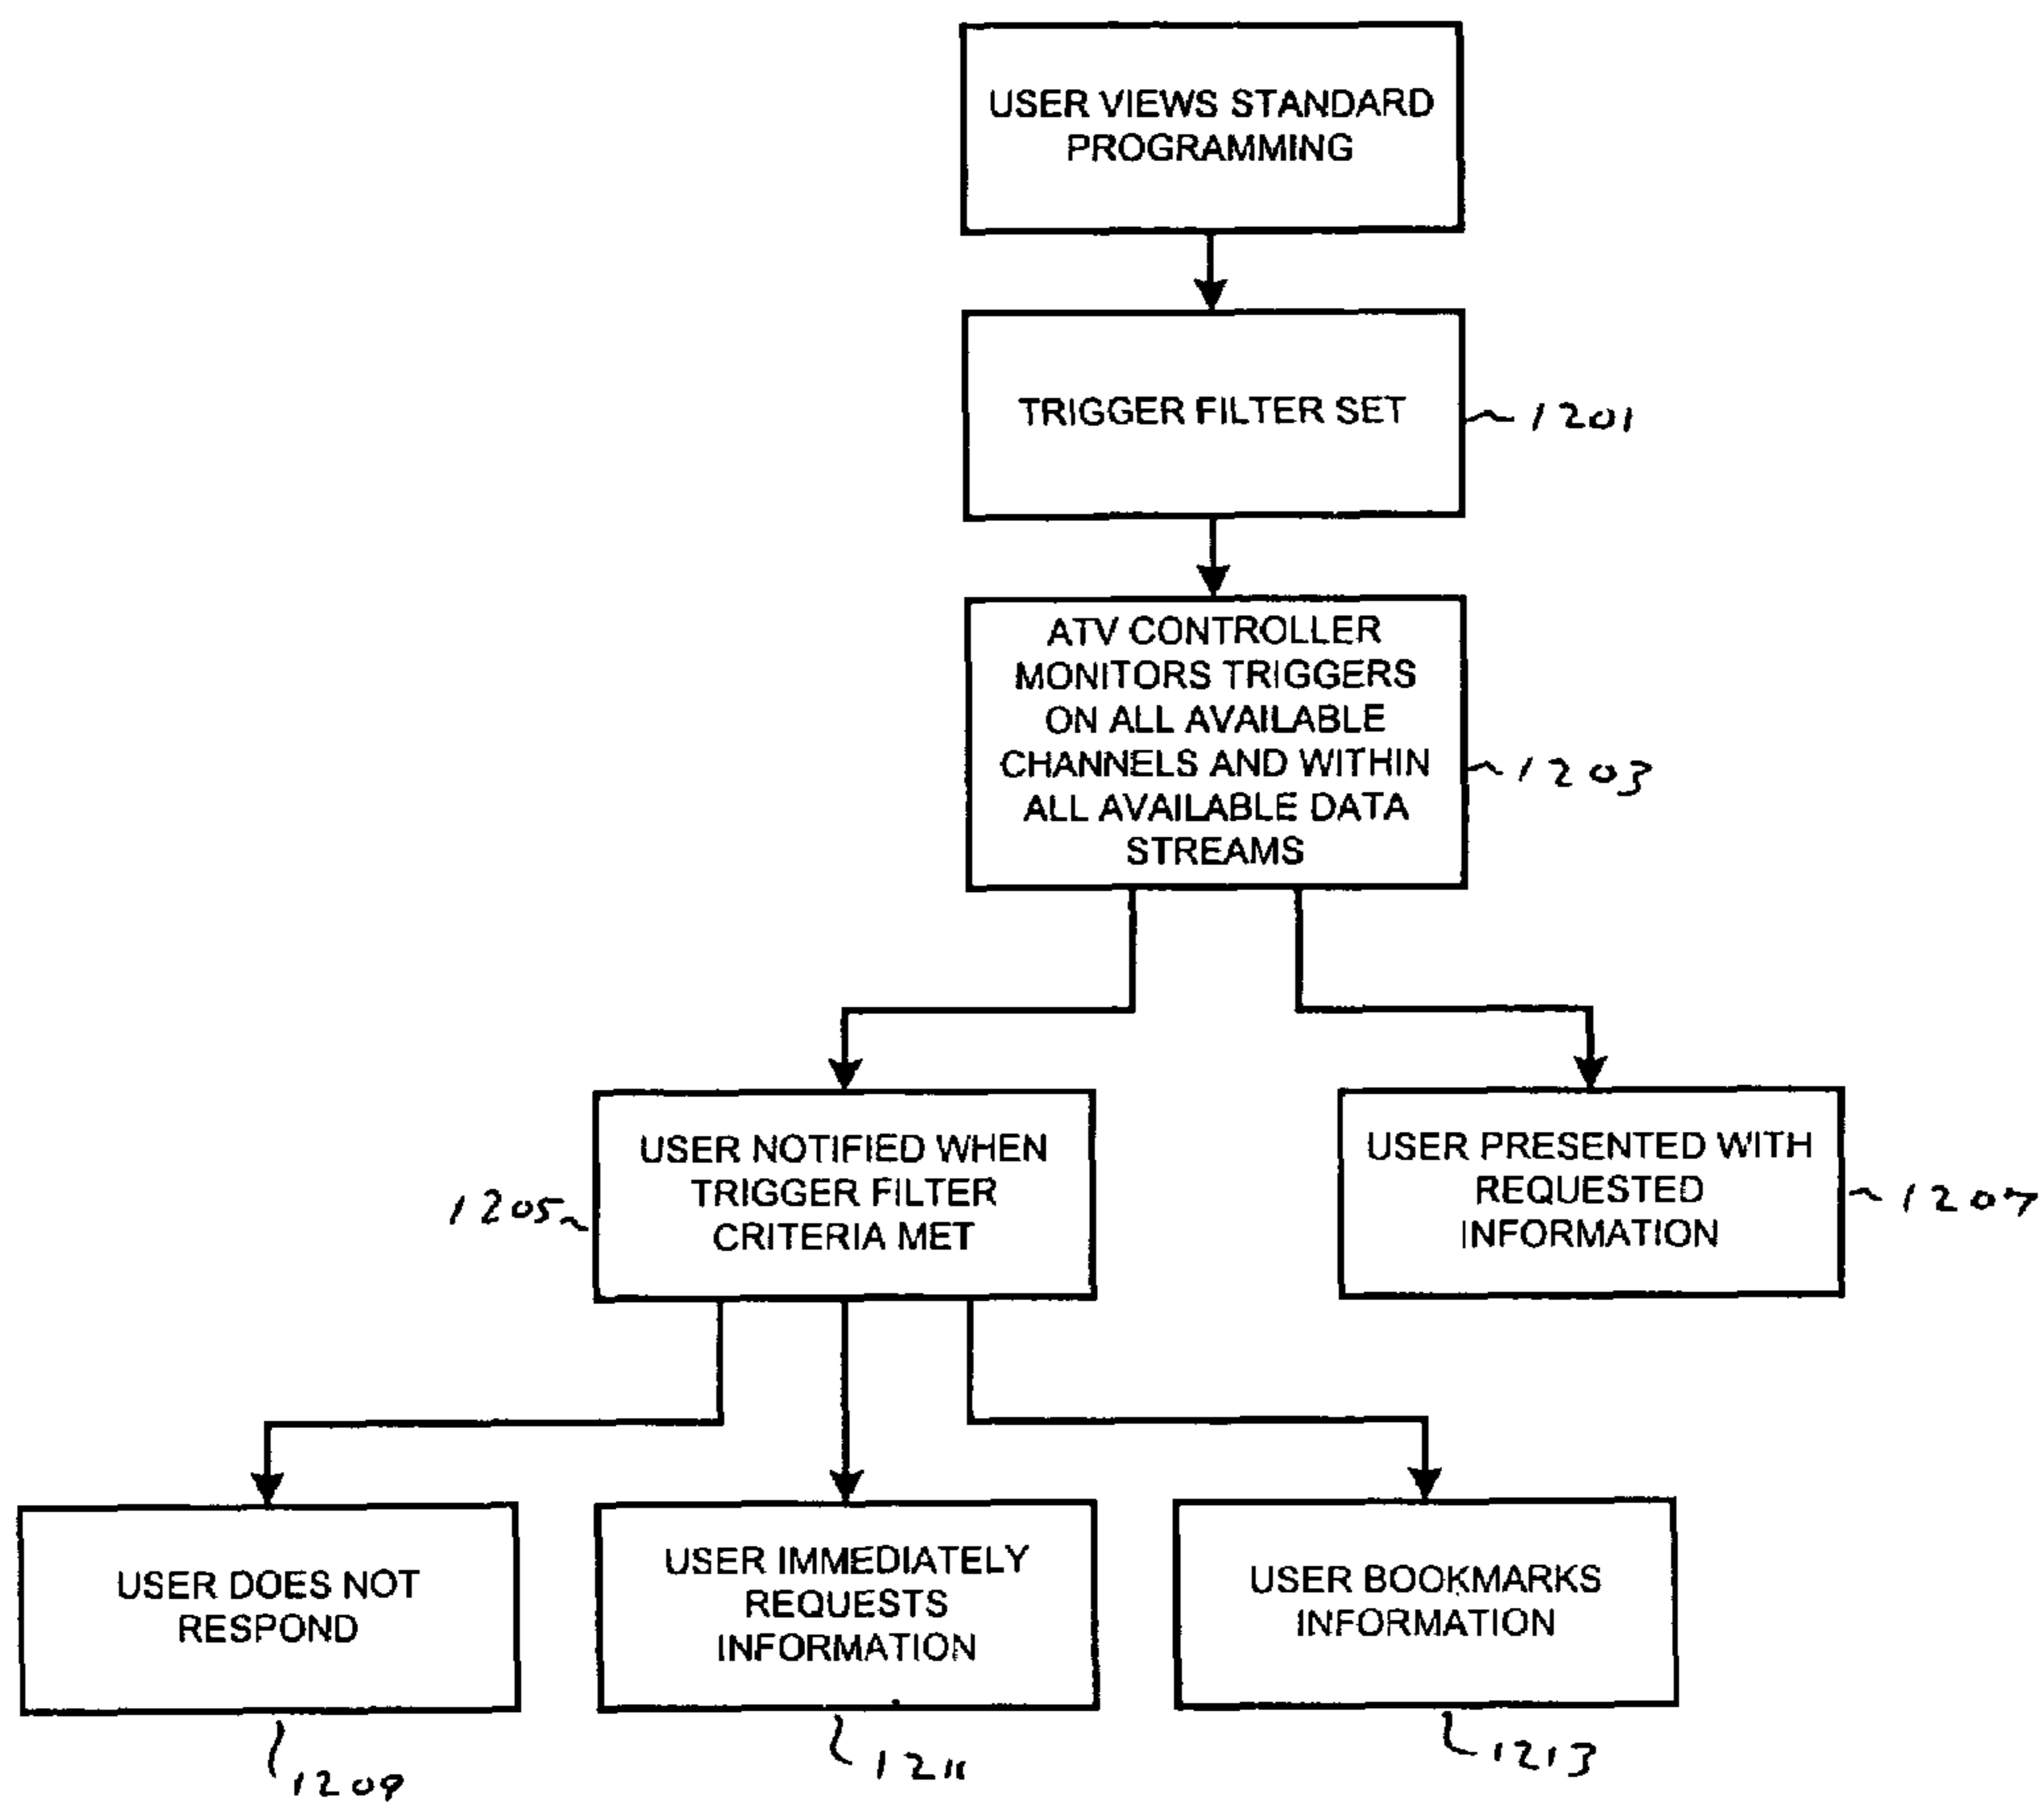 USER VIEWS STANDARD
PROGRAMMING
TRIGGER FILTER SET
1201
ATV CONTROLLER
MONITORS TRIGGERS
ON ALL AVAILABLE
CHANNELS AND WITHIN
ALL AVAILABLE DATA
STREAMS
1203
USER NOTIFIED WHEN
TRIGGER FILTER
CRITERIA MET
1205
USER PRESENTED WITH
REQUESTED
INFORMATION
1207
USER DOES NOT
RESPOND
1209
USER IMMEDIATELY
REQUESTS
INFORMATION
1211
USER BOOKMARKS
INFORMATION
1213